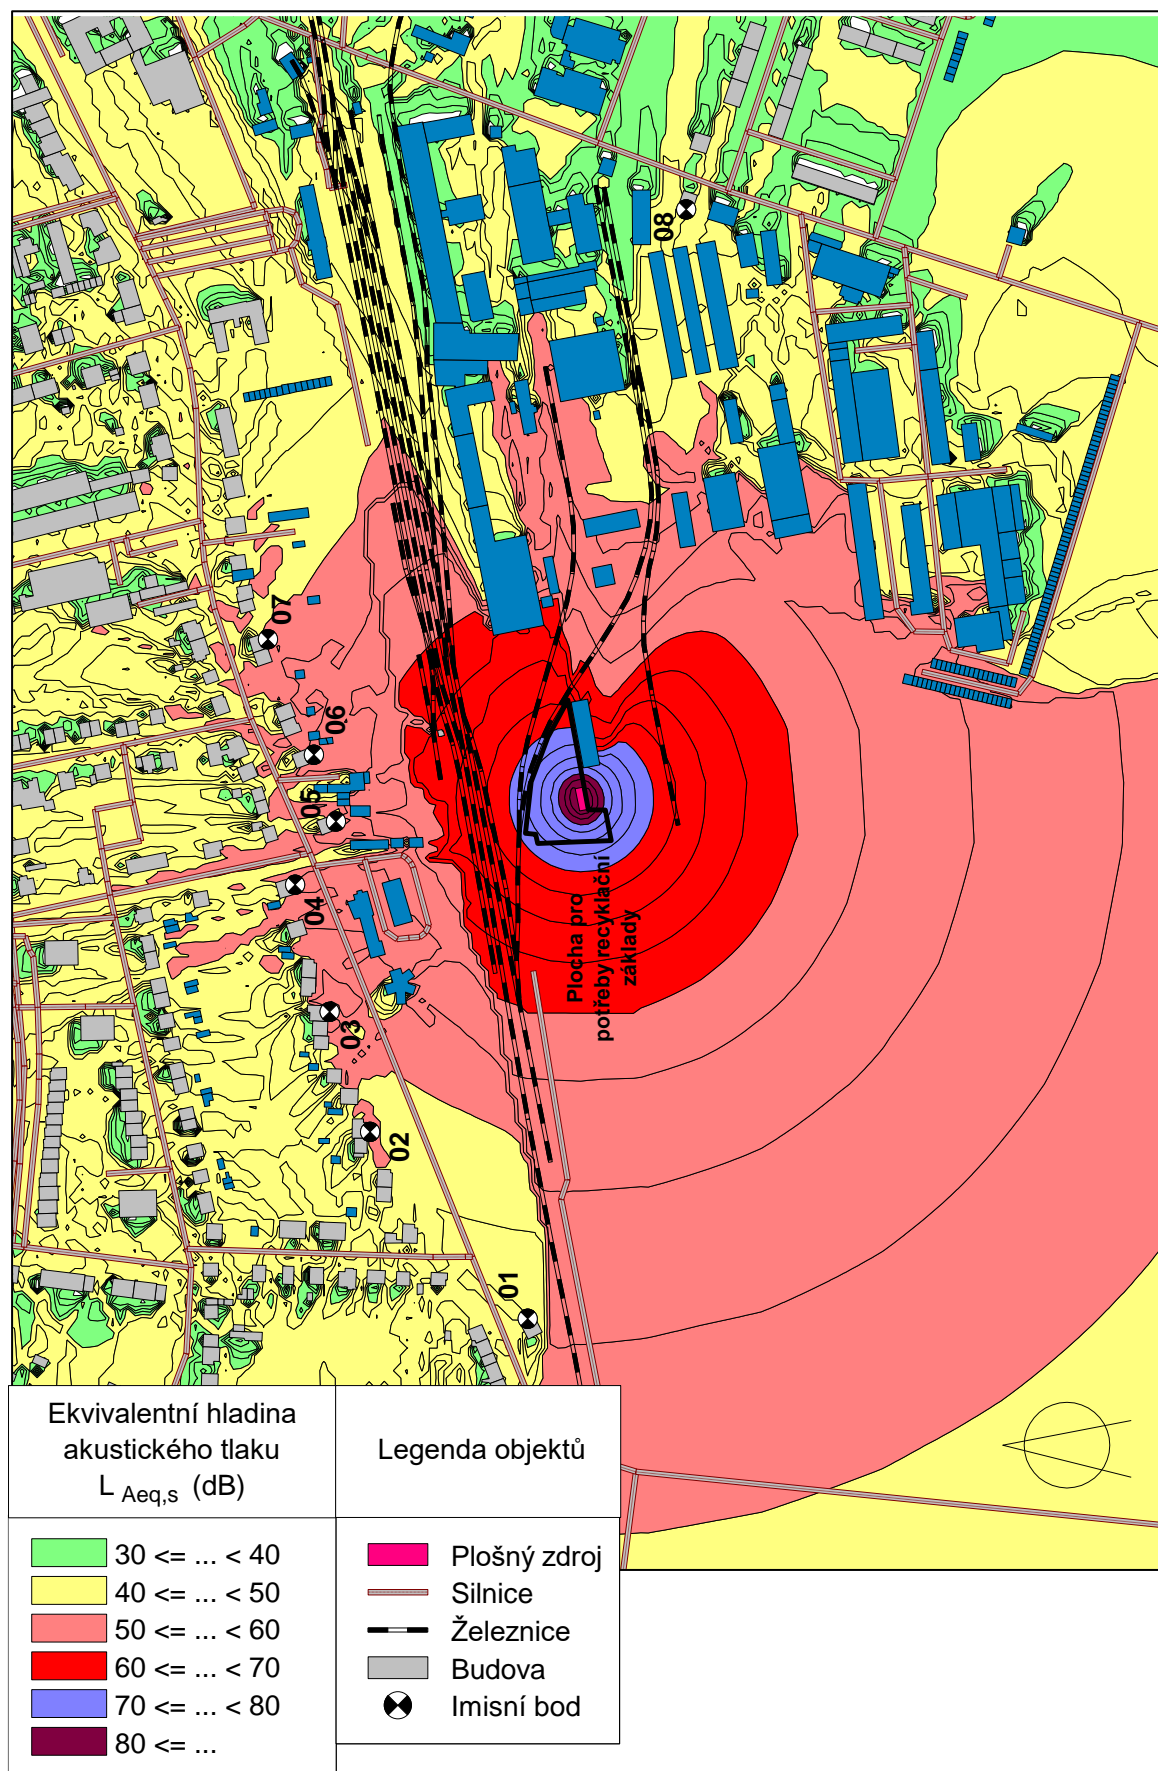 08
07
06
05
04
03
02
01
Plocha pro
potřeby recyklační
základy
Ekvivalentní hladina
akustického tlaku
L Aeq,s (dB)
30 <= ... < 40
40 <= ... < 50
50 <= ... < 60
60 <= ... < 70
70 <= ... < 80
80 <= ...
Legenda objektů
Plošný zdroj
Silnice
Železnice
Budova
Imisní bod